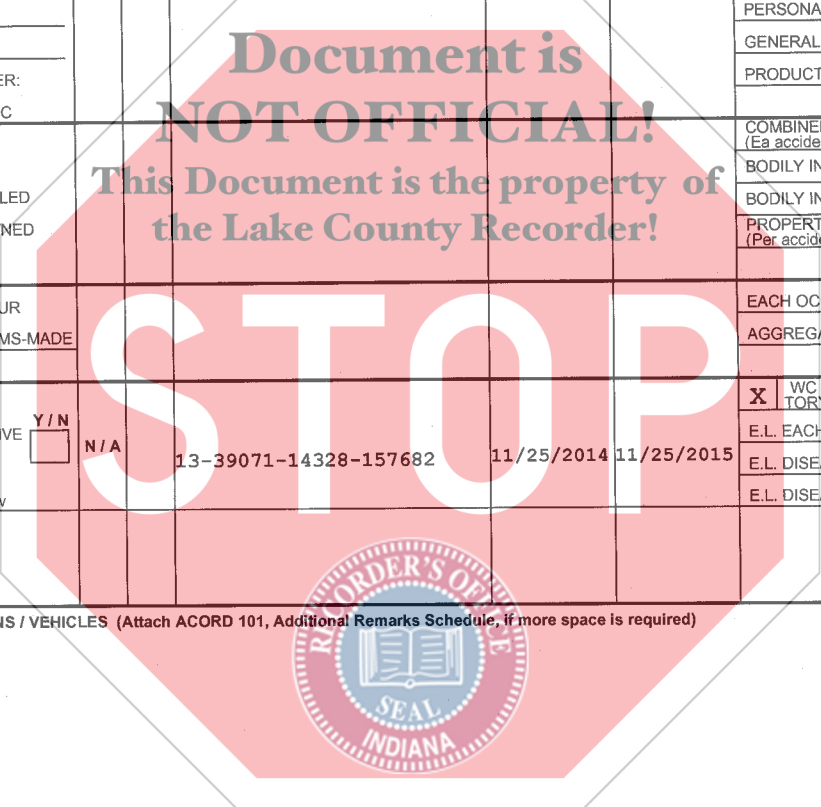 PERSONA
GENERAL
PRODUCT
ER:
C
Document is
NOT OFFICIAL!
This Document is the property of
the Lake County Recorder!
COMBINE
(Ea accide
BODILY IN
BODILY IN
PROPERT
(Per accide
LED
NED
UR
MS-MADE
EACH OC
AGGREGA
STOP
Y / N
IVE
N / A
13-39071-14328-157682
11/25/2014
11/25/2015
X
WC
TORY
E.L. EACH
E.L. DISEA
E.L. DISEA
NS / VEHICLES (Attach ACORD 101, Additional Remarks Schedule, if more space is required)
RECORDER'S OFFICE
SEAL
INDIANA